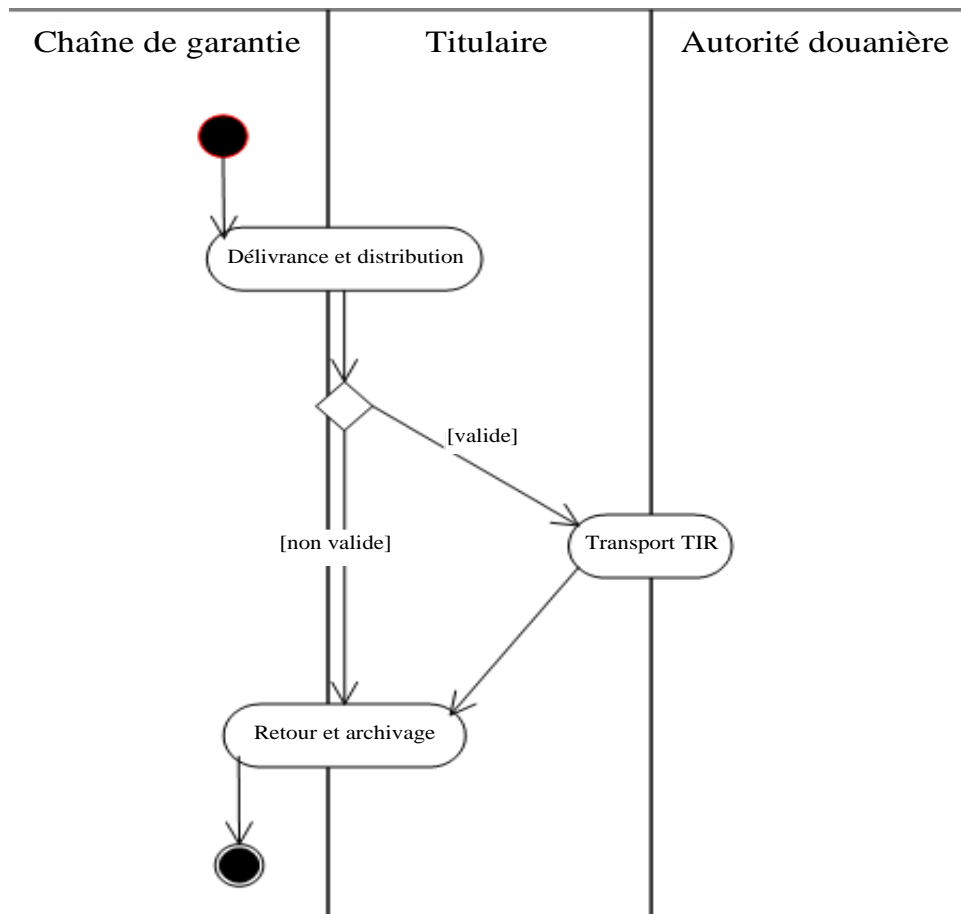 Chaîne de garantie
Titulaire
Autorité douanière
Délivrance et distribution
[valide]
[non valide]
Transport TIR
Retour et archivage